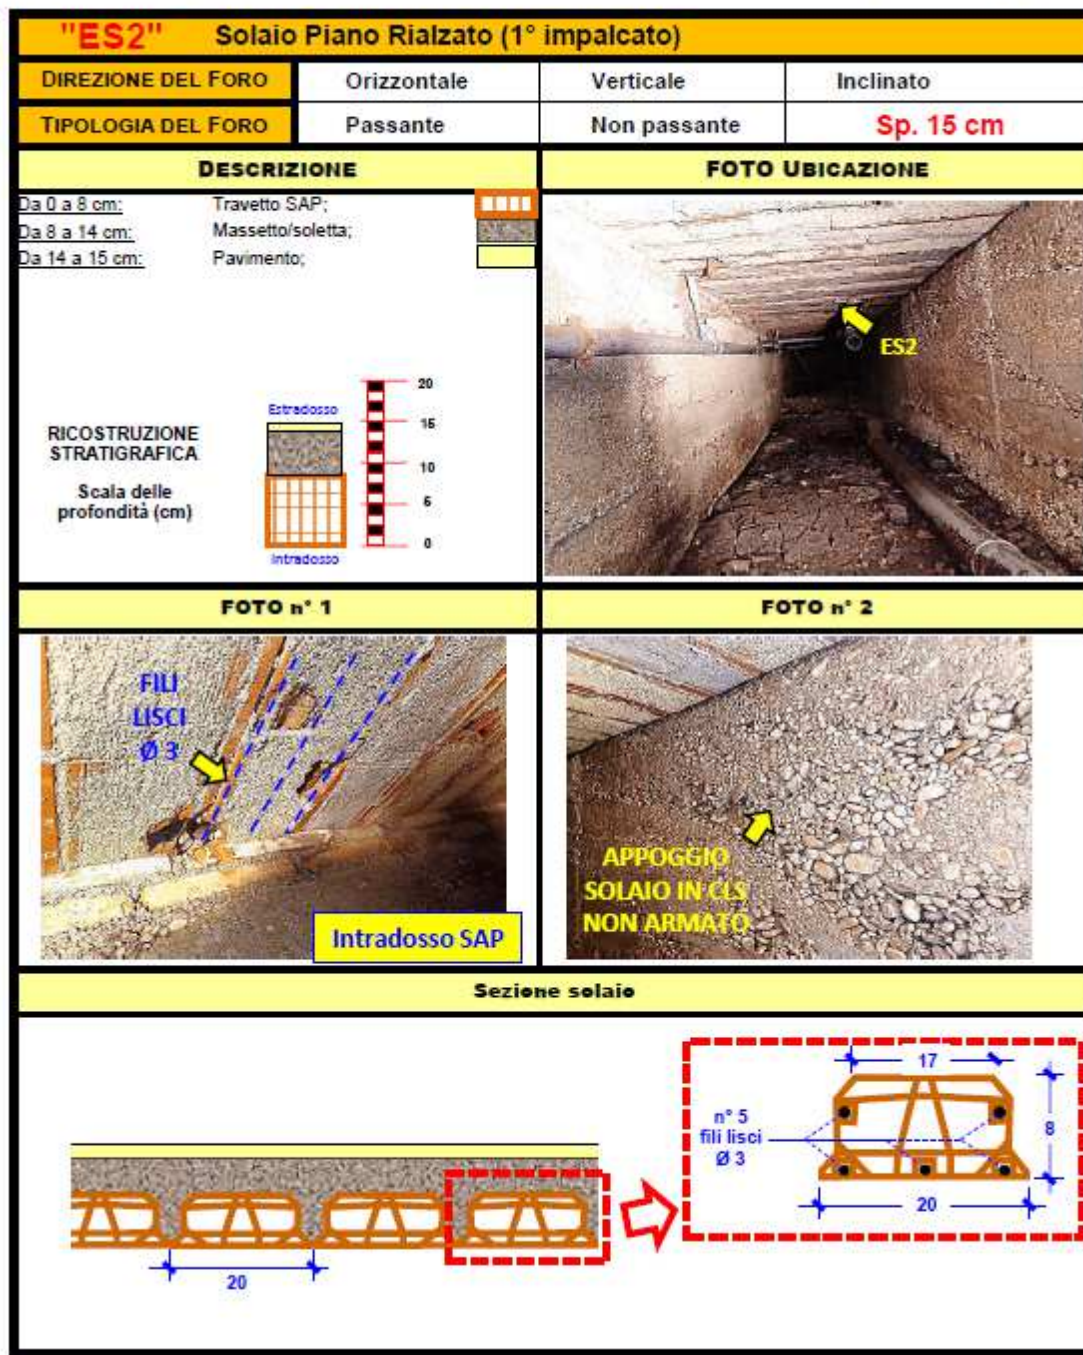 "ES2" Solaio Piano Rialzato (1° impalcato)
DIREZIONE DEL FORO Orizzontale Verticale Inclinato
TIPOLOGIA DEL FORO Passante Non passante Sp. 15 cm
DESCRIZIONE
Da 0 a 8 cm: Travetto SAP;
Da 8 a 14 cm: Massetto/soletta;
Da 14 a 15 cm: Pavimento;
RICOSTRUZIONE
STRATIGRAFICA
Scala delle
profondità (cm)
Estradosso
Intradosso
20
15
10
5
0
FOTO UBICAZIONE
ES2
FOTO n° 1
FILI
LISCI
Ø 3
Intradosso SAP
FOTO n° 2
APPOGGIO
SOLAIO IN CLS
NON ARMATO
Sezione solaio
20
n° 5
fili lisci
Ø 3
17
8
20